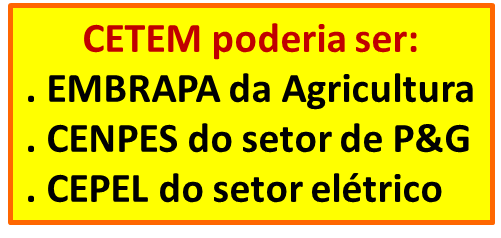 CETEM poderia ser:
. EMBRAPA da Agricultura
. CENPES do setor de P&G
. CEPEL do setor elétrico